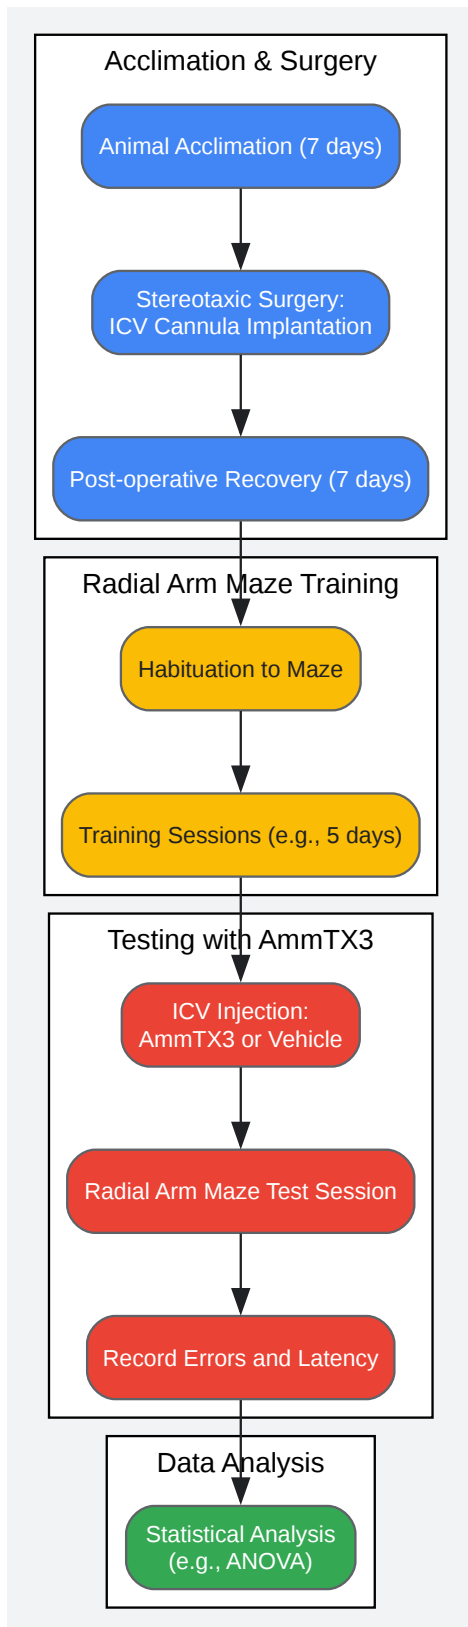 Acclimation & Surgery
Animal Acclimation (7 days)
Stereotaxic Surgery:
ICV Cannula Implantation
Post-operative Recovery (7 days)
Radial Arm Maze Training
Habituation to Maze
Training Sessions (e.g., 5 days)
Testing with AmmTX3
ICV Injection:
AmmTX3 or Vehicle
Radial Arm Maze Test Session
Record Errors and Latency
Data Analysis
Statistical Analysis
(e.g., ANOVA)